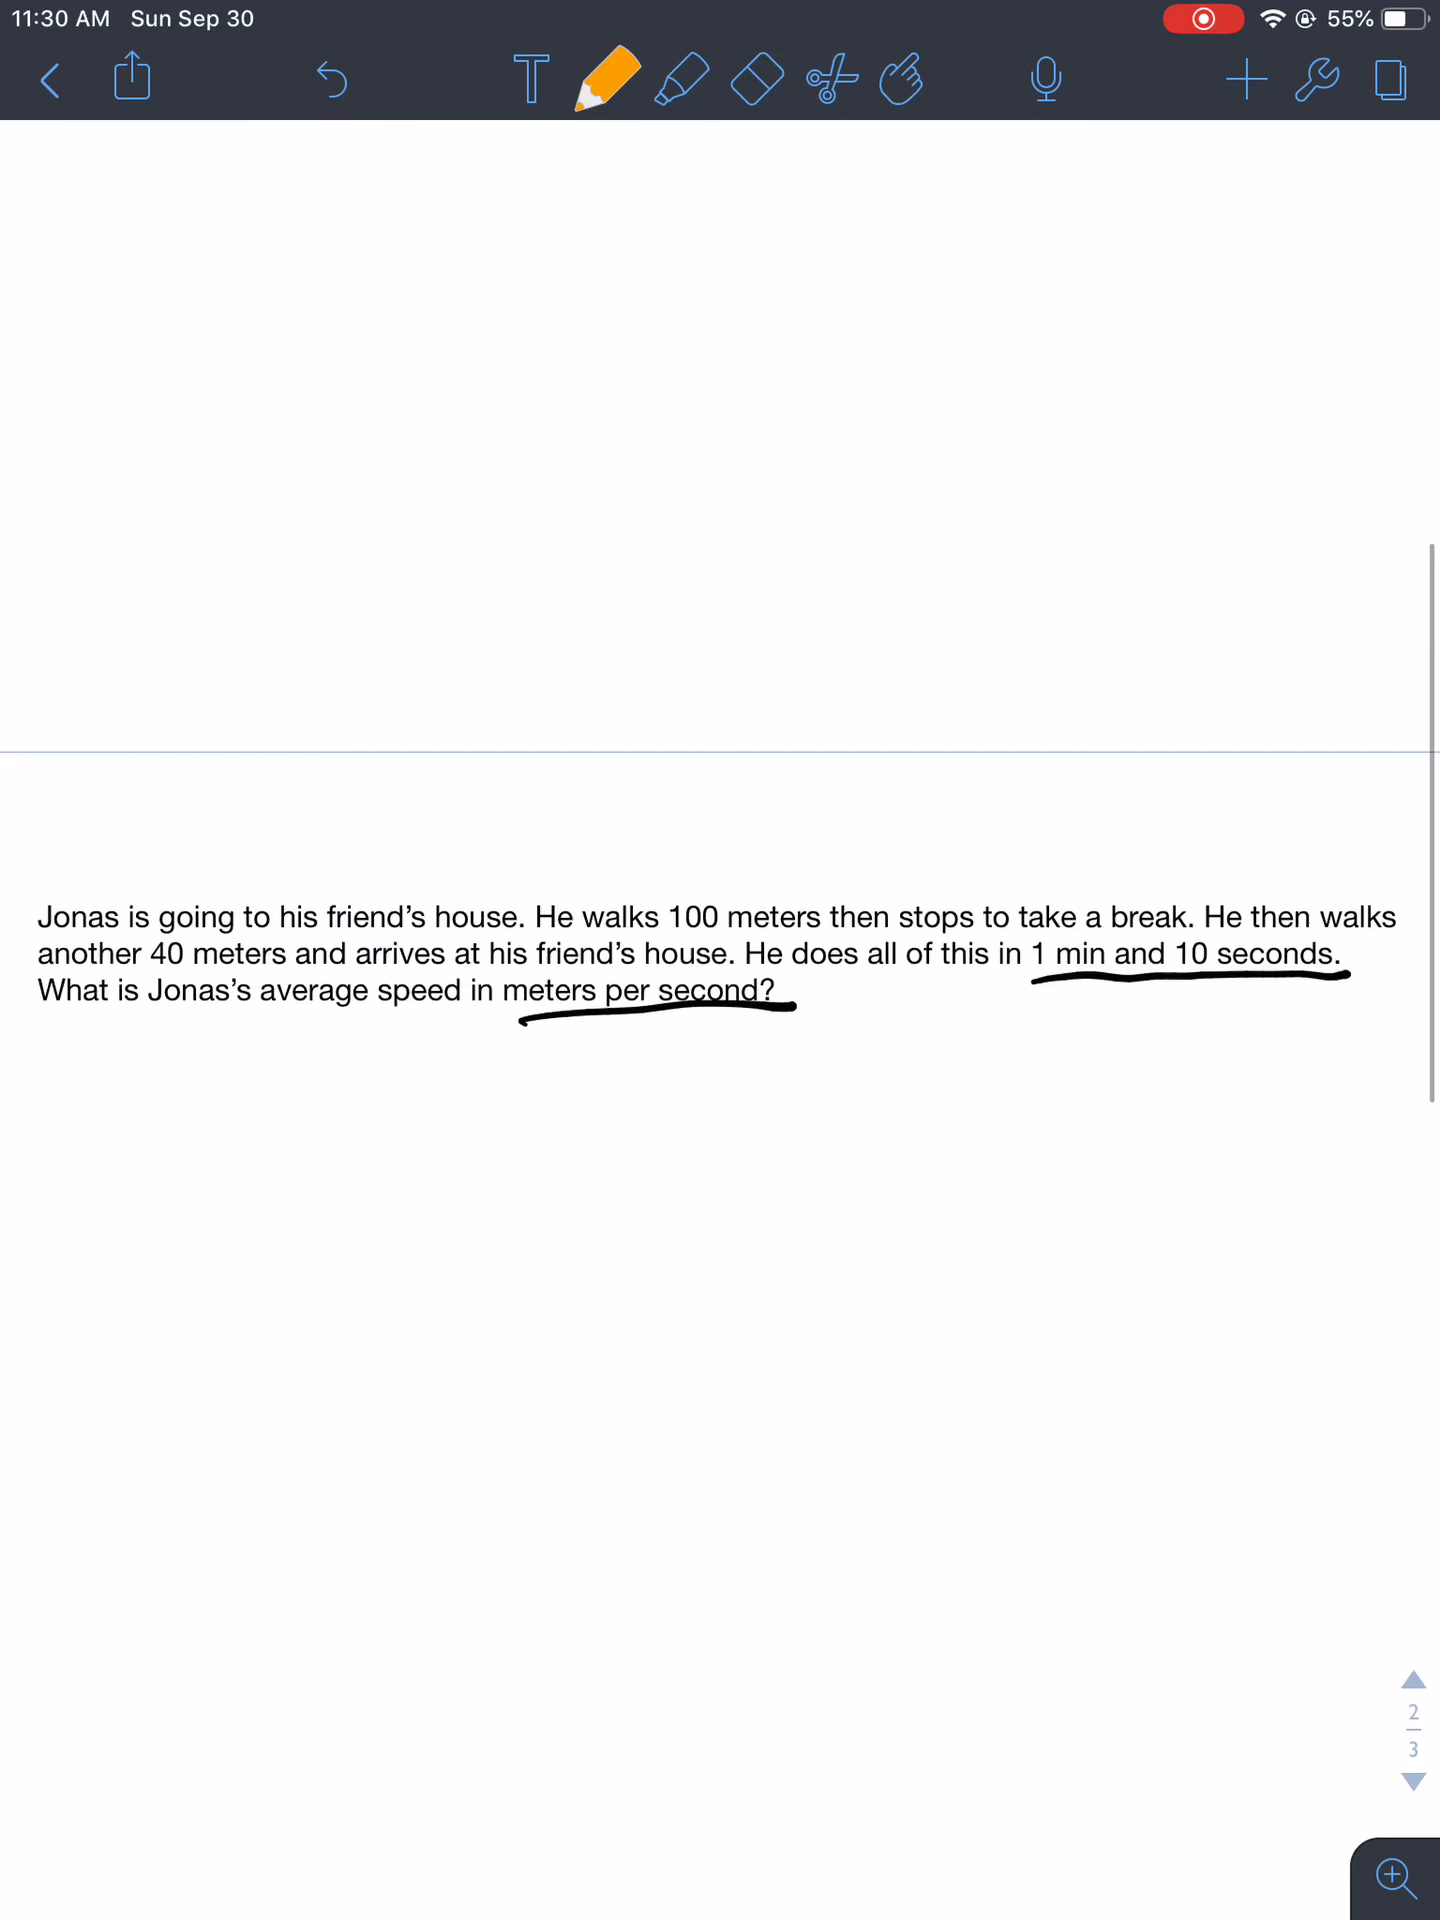 11:30 AM Sun Sep 30 55%
T
Jonas is going to his friend’s house. He walks 100 meters then stops to take a break. He then walks
another 40 meters and arrives at his friend’s house. He does all of this in 1 min and 10 seconds.
What is Jonas’s average speed in meters per second?
2
3